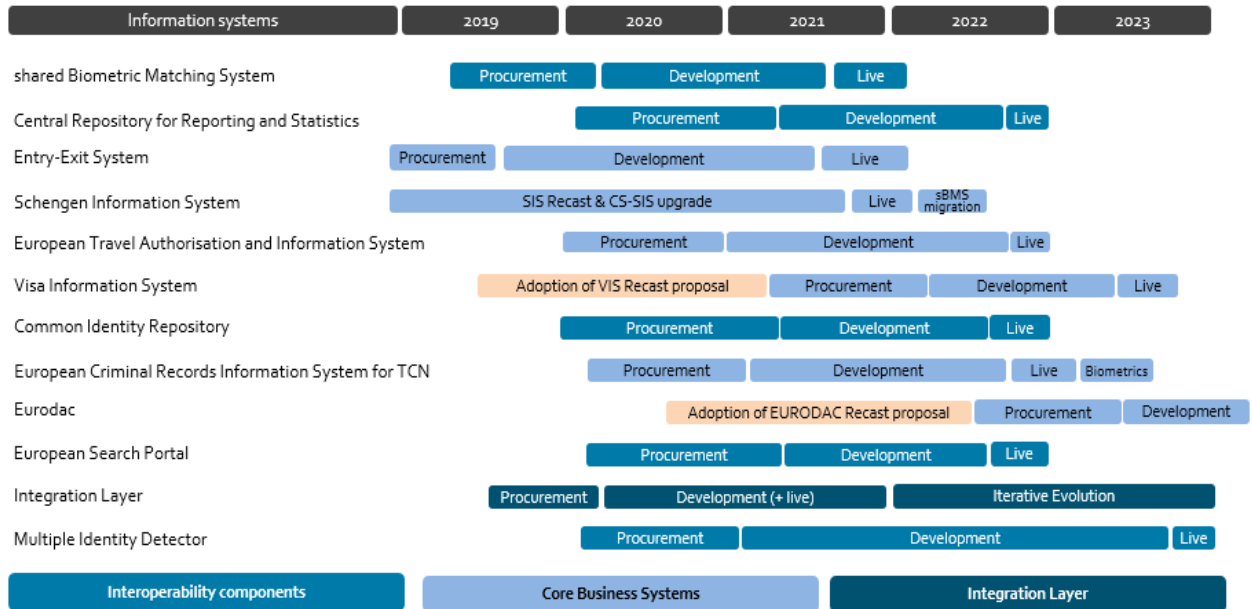 Information systems 2019 2020 2021 2022 2023
shared Biometric Matching System Procurement Development Live
Central Repository for Reporting and Statistics Procurement Development Live
Entry-Exit System Procurement Development Live
Schengen Information System SIS Recast & CS-SIS upgrade Live sBMS
migration
European Travel Authorisation and Information System Procurement Development Live
Visa Information System Adoption of VIS Recast proposal Procurement Development Live
Common Identity Repository Procurement Development Live
European Criminal Records Information System for TCN Procurement Development Live Biometrics
Eurodac Adoption of EURODAC Recast proposal Procurement Development
European Search Portal Procurement Development Live
Integration Layer Procurement Development (+ live) Iterative Evolution
Multiple Identity Detector Procurement Development Live
Interoperability components Core Business Systems Integration Layer